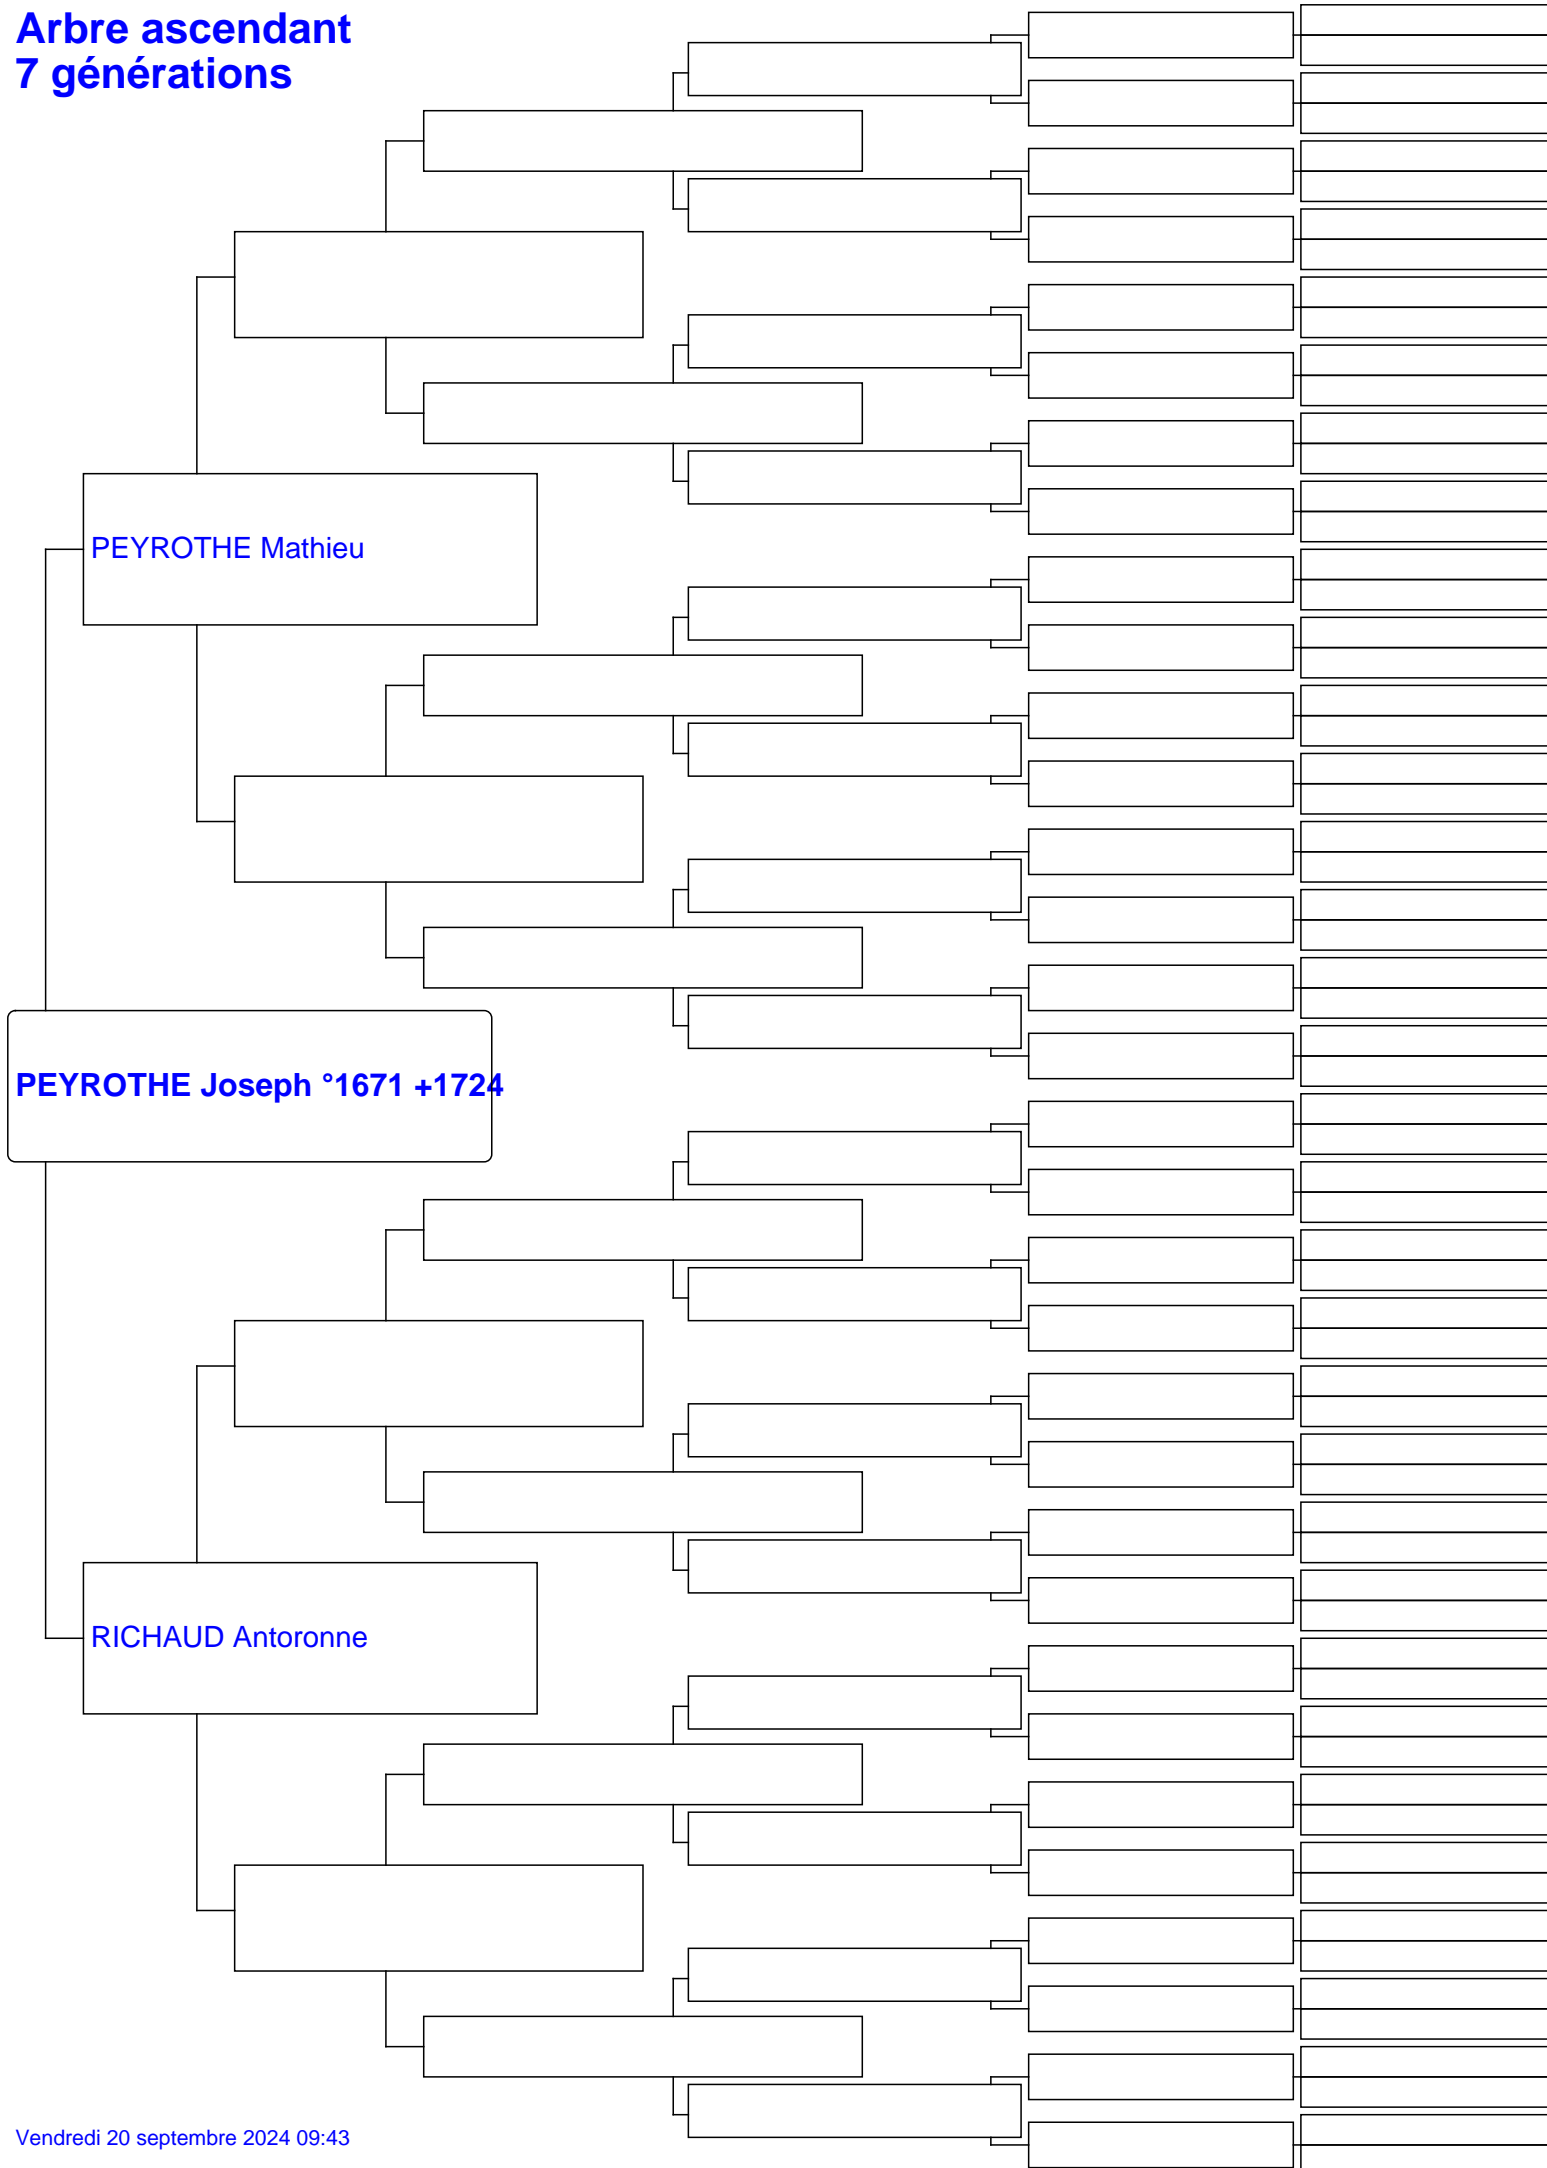 Arbre ascendant
7 générations
PEYROTHE Mathieu
PEYROTHE Joseph °1671 +1724
RICHAUD Antoronne
Vendredi 20 septembre 2024 09:43